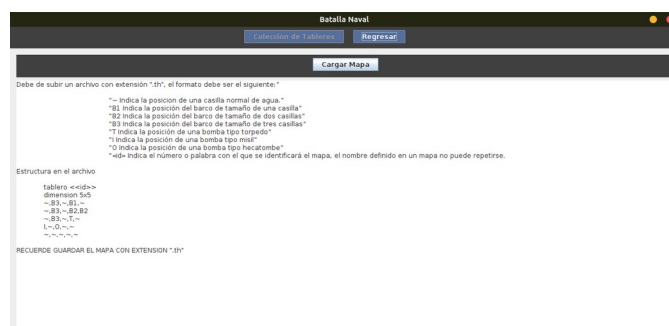 Batalla Naval
Colección de Tableros Regresar
Cargar Mapa
Debe de subir un archivo con extensión ".th", el formato debe ser el siguiente:"
"~ Indica la posicion de una casilla normal de agua."
"B1 Indica la posición del barco de tamaño de una casilla"
"B2 Indica la posición del barco de tamaño de dos casillas"
"B3 Indica la posición del barco de tamaño de tres casillas"
"T Indica la posición de una bomba tipo torpedo"
"I Indica la posición de una bomba tipo misil"
"O Indica la posición de una bomba tipo hecatombe"
"<id> Indica el número o palabra con el que se identificará el mapa, el nombre definido en un mapa no puede repetirse.
Estructura en el archivo
tablero <<id>>
dimension 5x5
~,B3,~,B1,~
~,B3,~,B2,B2
~,B3,~,T,~
I,~,O,~,~
~,~,~,~,~
RECUERDE GUARDAR EL MAPA CON EXTENSION ".th"